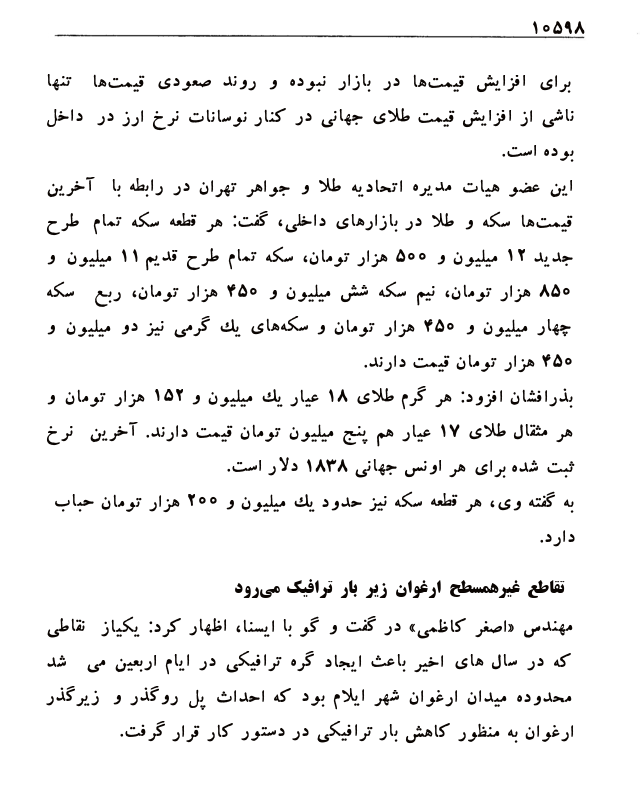 ۱۰۵۹۸
برای افزایش قیمت‌ها در بازار نبوده و روند صعودی قیمت‌ها تنها
ناشی از افزایش قیمت طلای جهانی در کنار نوسانات نرخ ارز در داخل
بوده است.
این عضو هیات مدیره اتحادیه طلا و جواهر تهران در رابطه با آخرین
قیمت‌ها سکه و طلا در بازارهای داخلی، گفت: هر قطعه سکه تمام طرح
جدید ۱۲ میلیون و ۵۰۰ هزار تومان، سکه تمام طرح قدیم ۱۱ میلیون و
۸۵۰ هزار تومان، نیم سکه شش میلیون و ۴۵۰ هزار تومان، ربع سکه
چهار میلیون و ۴۵۰ هزار تومان و سکه‌های یك گرمی نیز دو میلیون و
۴۵۰ هزار تومان قیمت دارند.
بذرافشان افزود: هر گرم طلای ۱۸ عیار یك میلیون و ۱۵۲ هزار تومان و
هر مثقال طلای ۱۷ عیار هم پنج میلیون تومان قیمت دارند. آخرین نرخ
ثبت شده برای هر اونس جهانی ۱۸۳۸ دلار است.
به گفته وی، هر قطعه سکه نیز حدود یك میلیون و ۲۰۰ هزار تومان حباب
دارد.
تقاطع غیرهمسطح ارغوان زیر بار ترافیک می‌رود
مهندس «اصغر کاظمی» در گفت و گو با ایسنا، اظهار کرد: یکیاز نقاطی
که در سال های اخیر باعث ایجاد گره ترافیکی در ایام اربعین می شد
محدوده میدان ارغوان شهر ایلام بود که احداث پل روگذر و زیرگذر
ارغوان به منظور کاهش بار ترافیکی در دستور کار قرار گرفت.